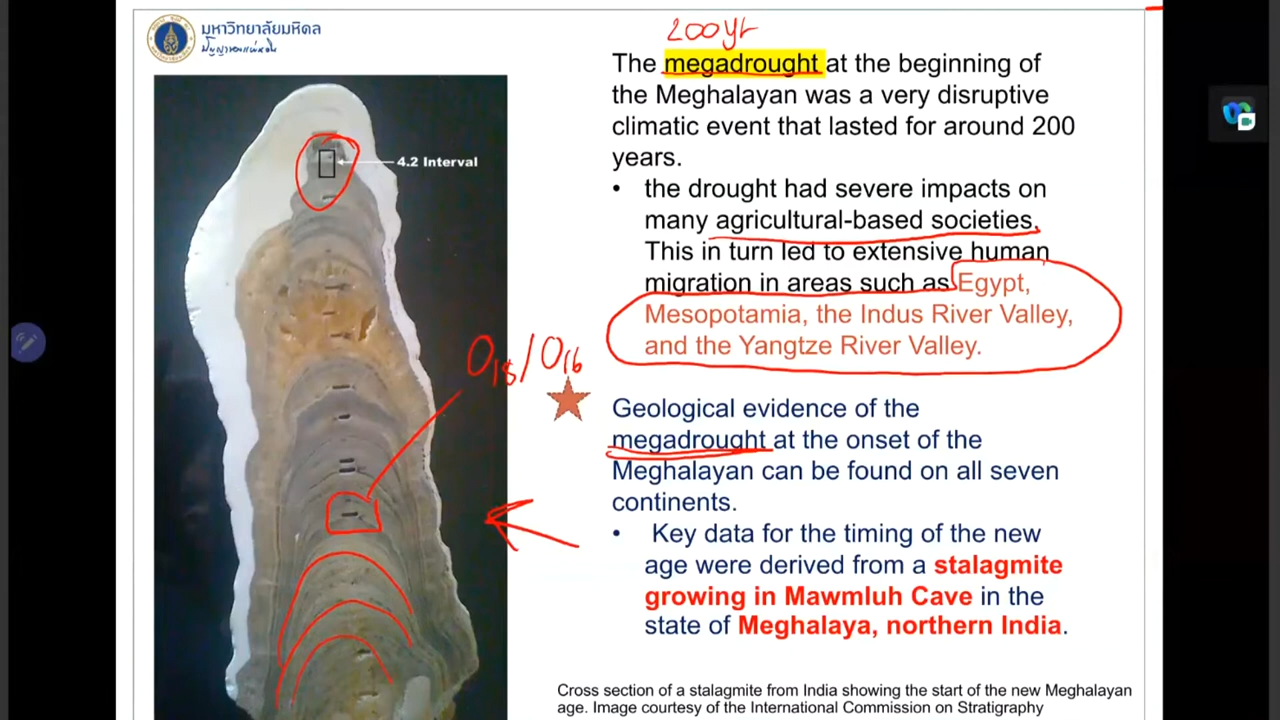 มหาวิทยาลัยมหิดล
ปัญญาของแผ่นดิน
200yr
The megadrought at the beginning of
the Meghalayan was a very disruptive
climatic event that lasted for around 200
years.
• the drought had severe impacts on
many agricultural-based societies.
This in turn led to extensive human
migration in areas such as Egypt,
Mesopotamia, the Indus River Valley,
and the Yangtze River Valley.
4.2 Interval
O18/O16
Geological evidence of the
megadrought at the onset of the
Meghalayan can be found on all seven
continents.
• Key data for the timing of the new
age were derived from a stalagmite
growing in Mawmluh Cave in the
state of Meghalaya, northern India.
Cross section of a stalagmite from India showing the start of the new Meghalayan
age. Image courtesy of the International Commission on Stratigraphy